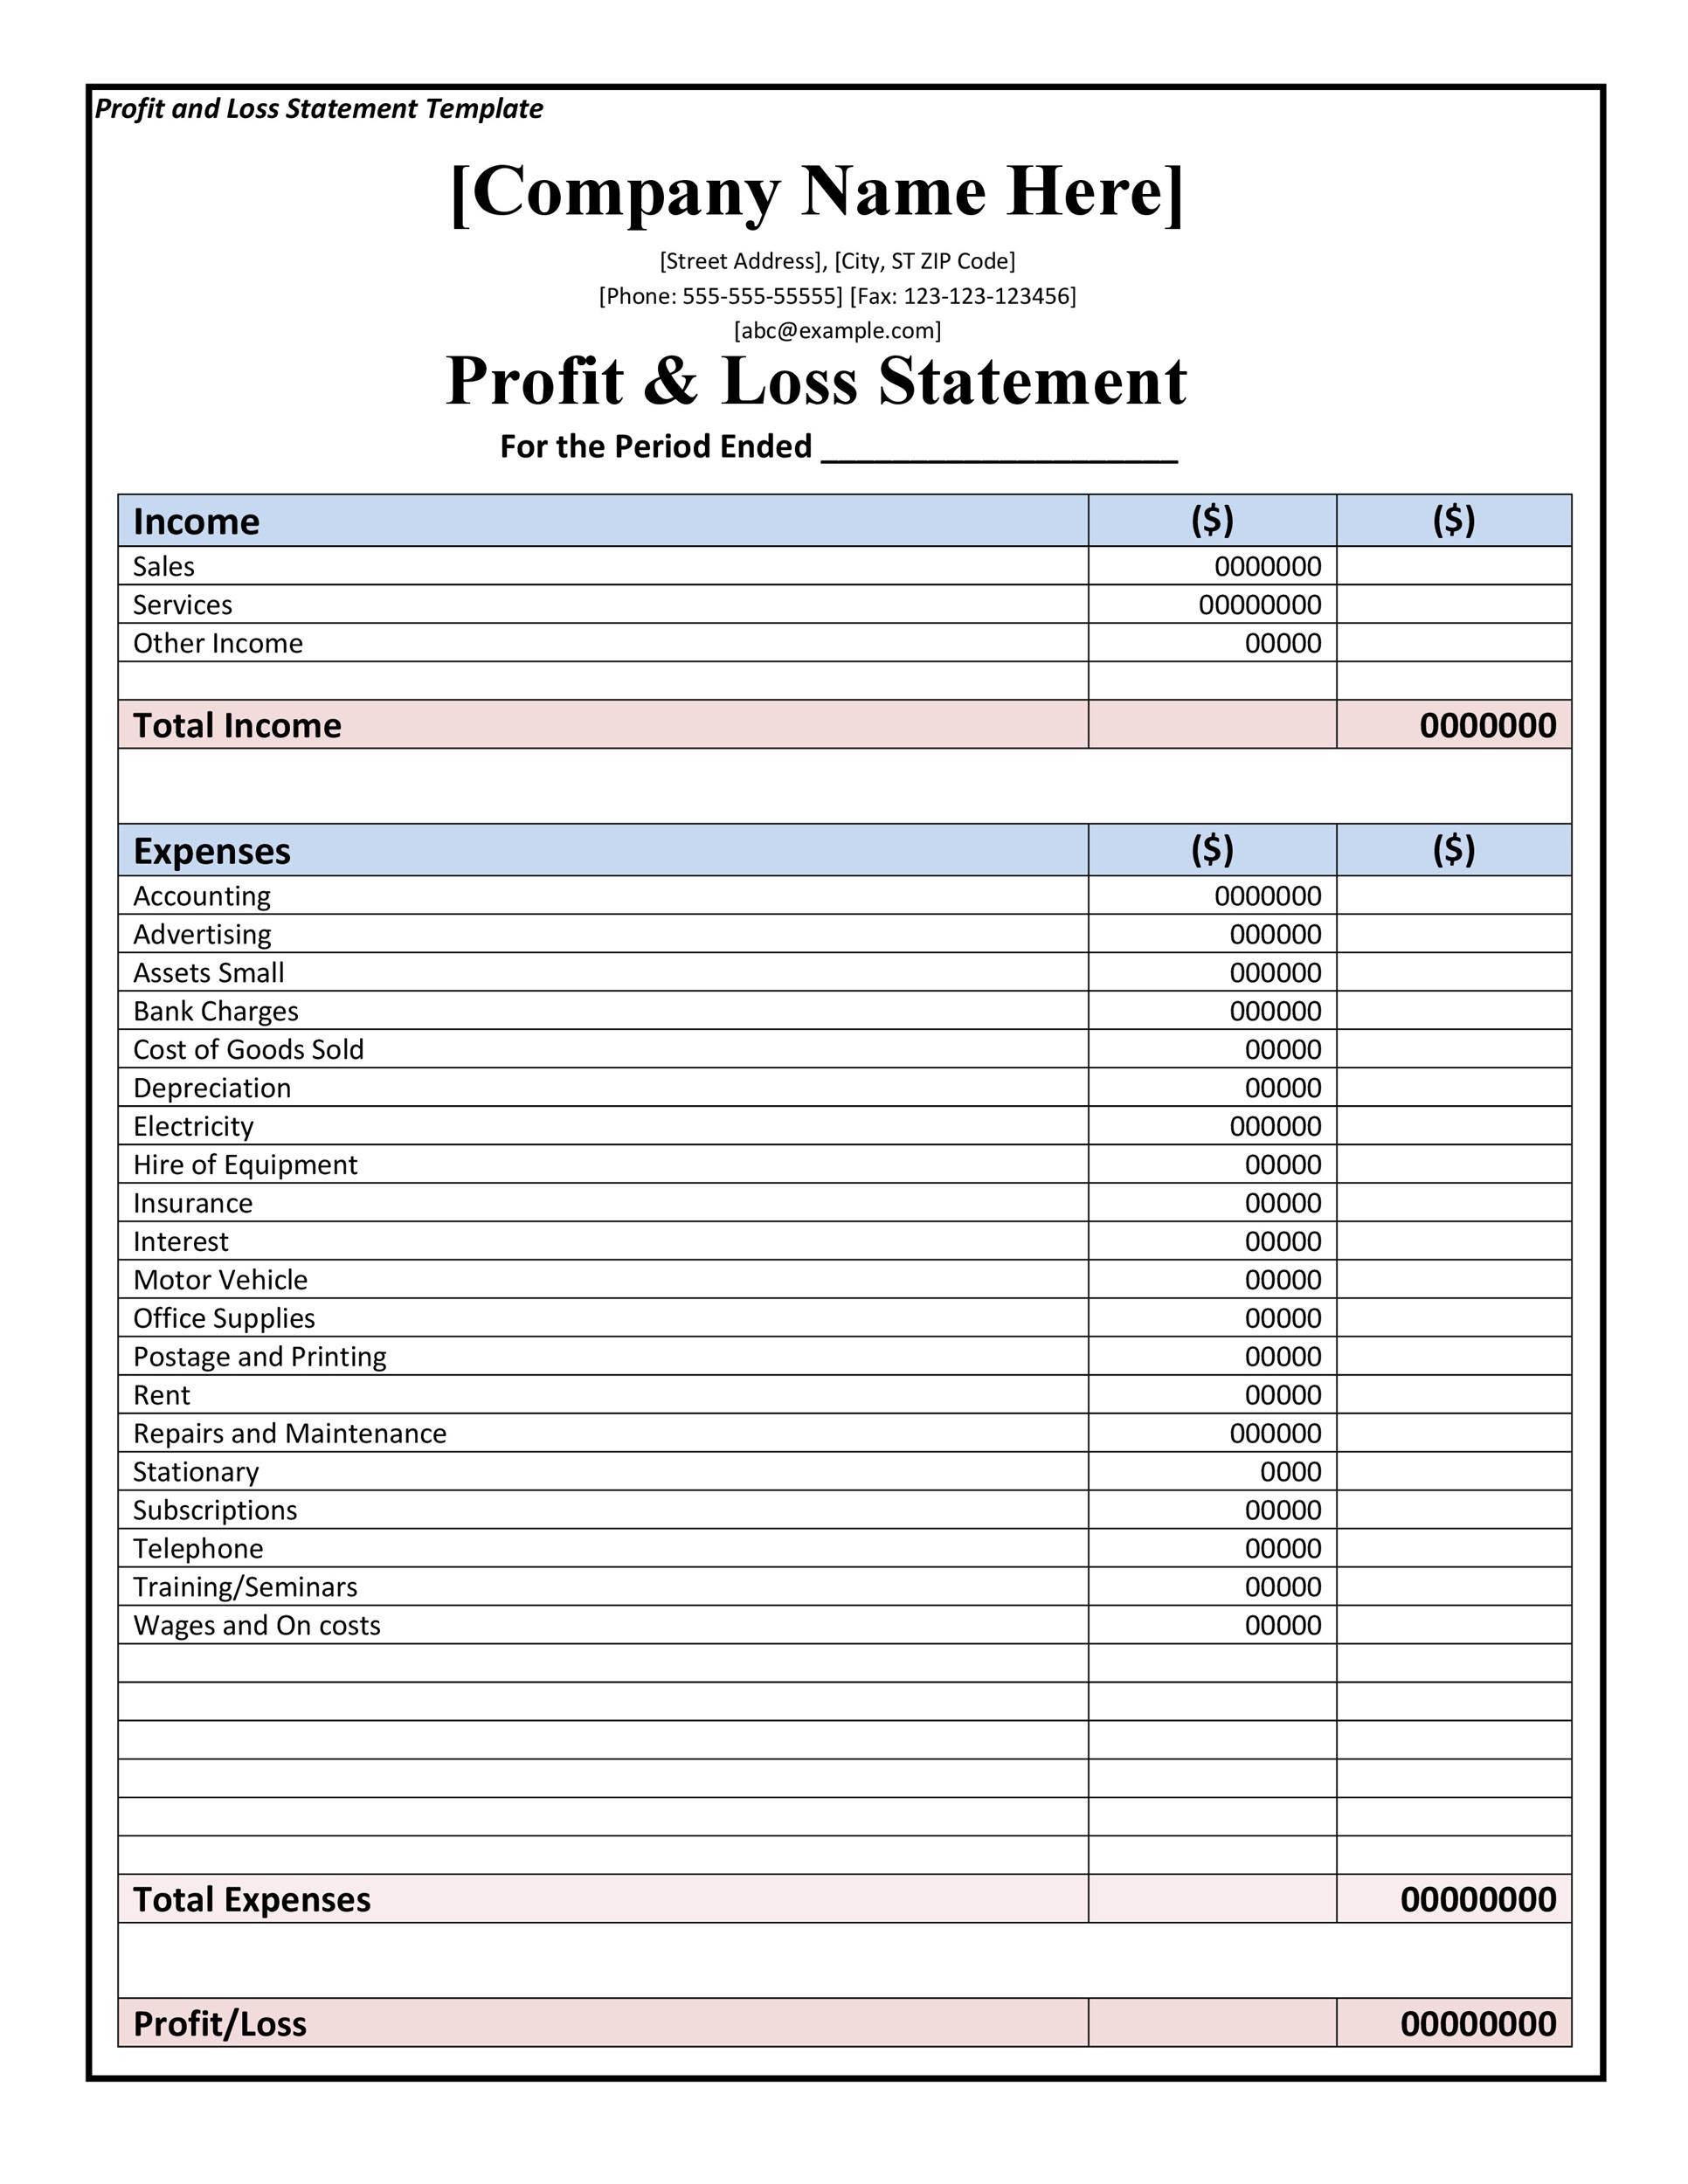 Profit and Loss Statement Template
[Company Name Here]
[Street Address], [City, ST ZIP Code]
[Phone: 555-555-55555] [Fax: 123-123-123456]
[abc@example.com]
Profit & Loss Statement
For the Period Ended ____________________
Income ($) ($)
Sales 0000000
Services 00000000
Other Income 00000
Total Income 0000000
Expenses ($) ($)
Accounting 0000000
Advertising 000000
Assets Small 000000
Bank Charges 000000
Cost of Goods Sold 00000
Depreciation 00000
Electricity 000000
Hire of Equipment 00000
Insurance 00000
Interest 00000
Motor Vehicle 00000
Office Supplies 00000
Postage and Printing 00000
Rent 00000
Repairs and Maintenance 000000
Stationary 0000
Subscriptions 00000
Telephone 00000
Training/Seminars 00000
Wages and On costs 00000
Total Expenses 00000000
Profit/Loss 00000000